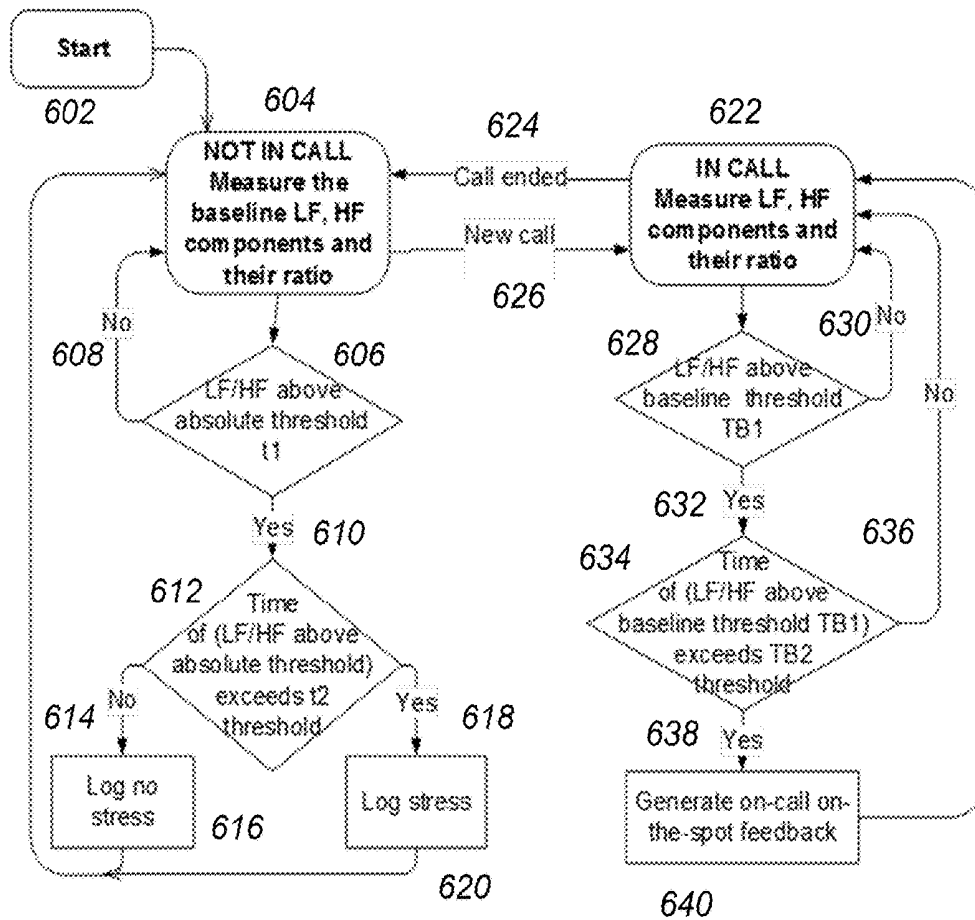 Start
602
604
NOT IN CALL
Measure the
baseline LF, HF
components and
their ratio
624
Call ended
New call
626
622
IN CALL
Measure LF, HF
components and
their ratio
No
608
606
LF/HF above
absolute threshold
t1
Yes
610
612
Time
of (LF/HF above
absolute threshold)
exceeds t2
threshold
No
614
Yes
618
Log no
stress
616
Log stress
620
628
630
No
LF/HF above
baseline threshold
TB1
No
632
Yes
634
636
Time
of (LF/HF above
baseline threshold TB1)
exceeds TB2
threshold
638
Yes
Generate on-call on-
the-spot feedback
640